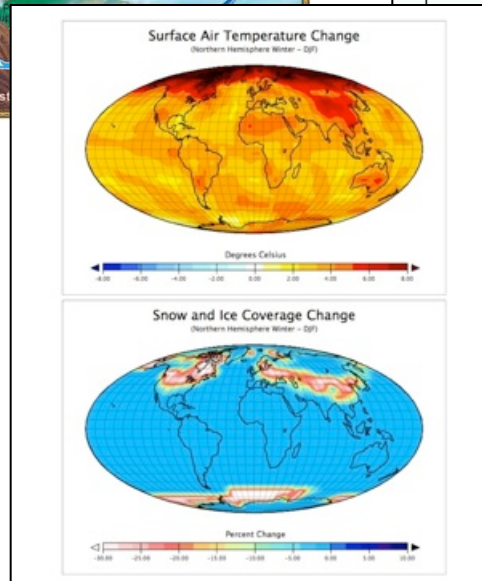 Surface Air Temperature Change
(Northern Hemisphere Winter - DJF)
Degrees Celsius
-8.00 -6.00 -4.00 -2.00 0.00 2.00 4.00 6.00 8.00
Snow and Ice Coverage Change
(Northern Hemisphere Winter - DJF)
Percent Change
-30.00 -25.00 -20.00 -15.00 -10.00 -5.00 0.00 5.00 10.00